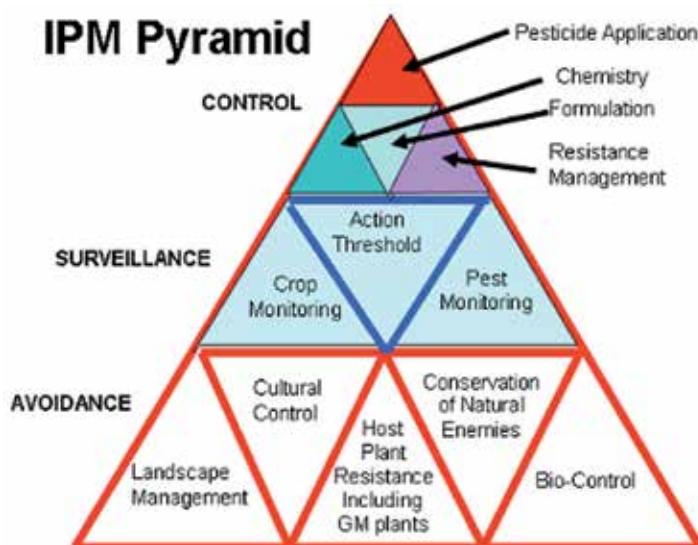 IPM Pyramid
Pesticide Application
Chemistry
CONTROL
Formulation
Resistance
Management
Action
Threshold
SURVEILLANCE
Crop
Monitoring
Pest
Monitoring
AVOIDANCE
Cultural
Control
Conservation
of Natural
Enemies
Host
Plant
Resistance
Including
GM plants
Landscape
Management
Bio-Control